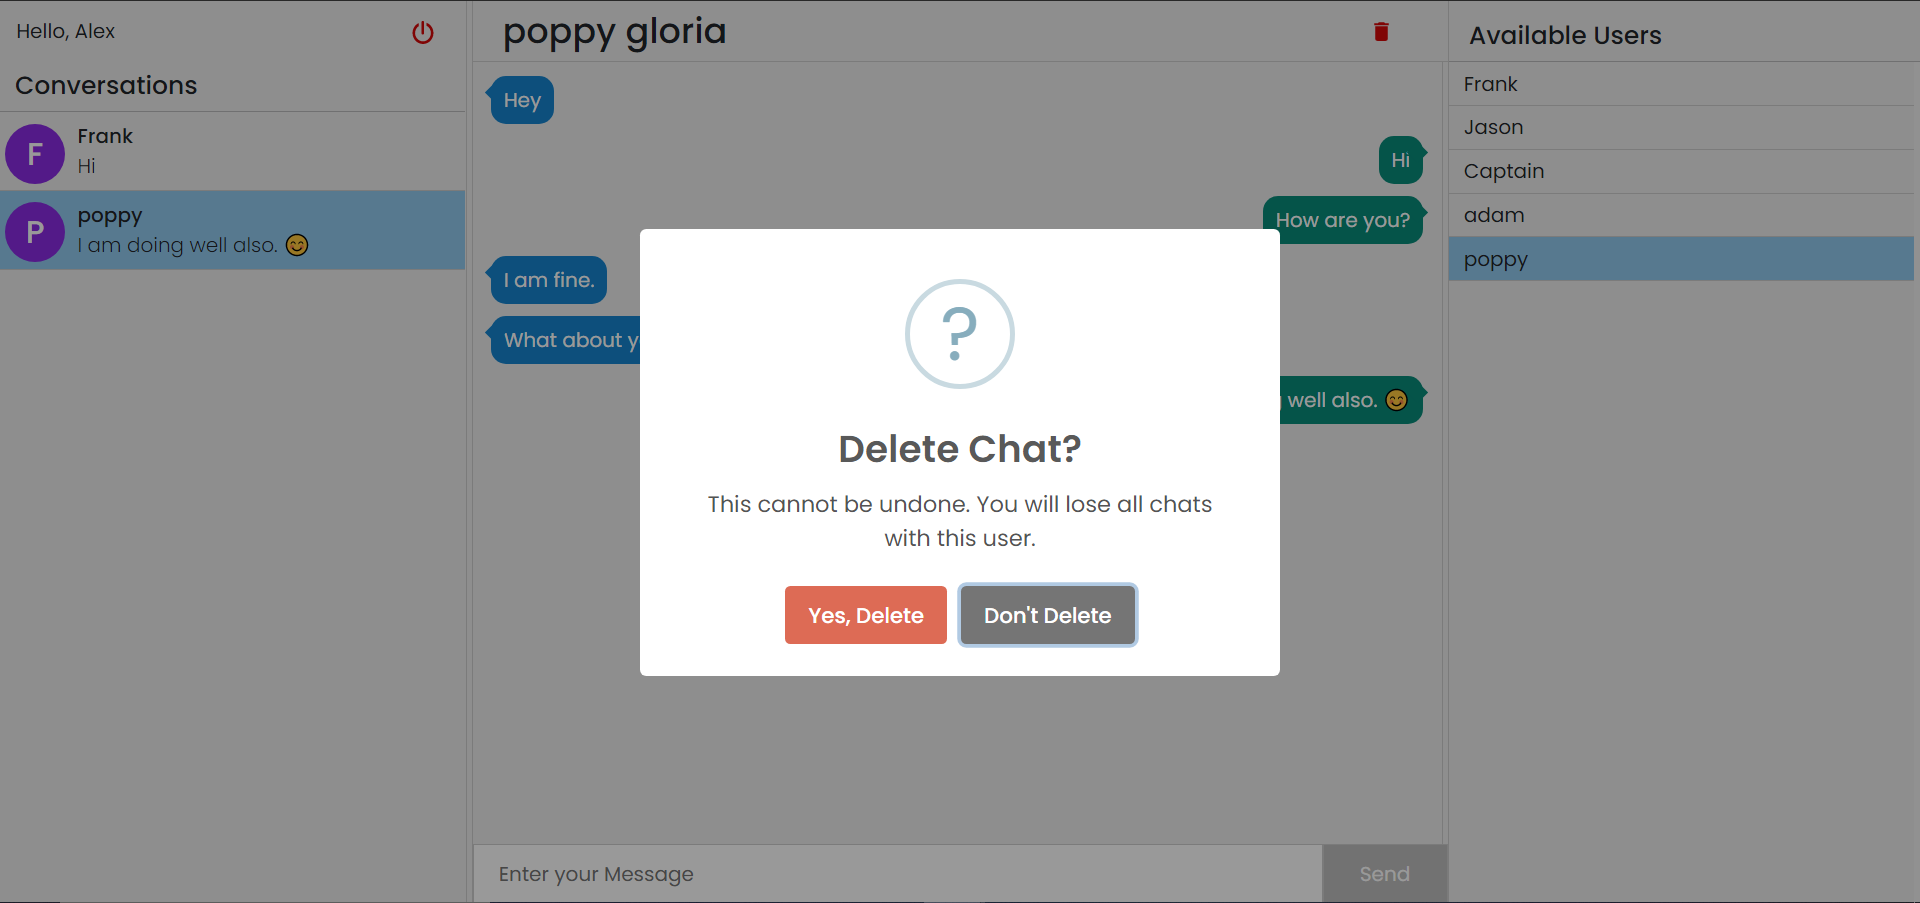 Hello, Alex
Conversations
F
Frank
Hi
P
poppy
I am doing well also. 😊
poppy gloria
Hey
Hi
How are you?
I am fine.
What about y
well also. 😊
Delete Chat?
This cannot be undone. You will lose all chats
with this user.
Yes, Delete
Don't Delete
Enter your Message
Send
Available Users
Frank
Jason
Captain
adam
poppy